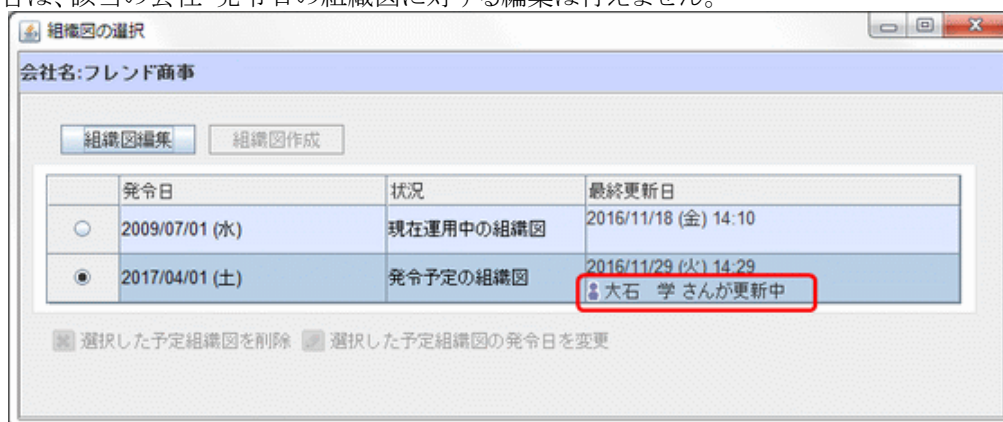 合は、該当の会社・発令日の組織図に対する編集は行えません。
組織図の選択
会社名:フレンド商事
組織図編集 組織図作成
発令日 状況 最終更新日
2009/07/01 (水) 現在運用中の組織図 2016/11/18 (金) 14:10
2017/04/01 (土) 発令予定の組織図 2016/11/29 (火) 14:29
大石 学 さんが更新中
選択した予定組織図を削除 選択した予定組織図の発令日を変更